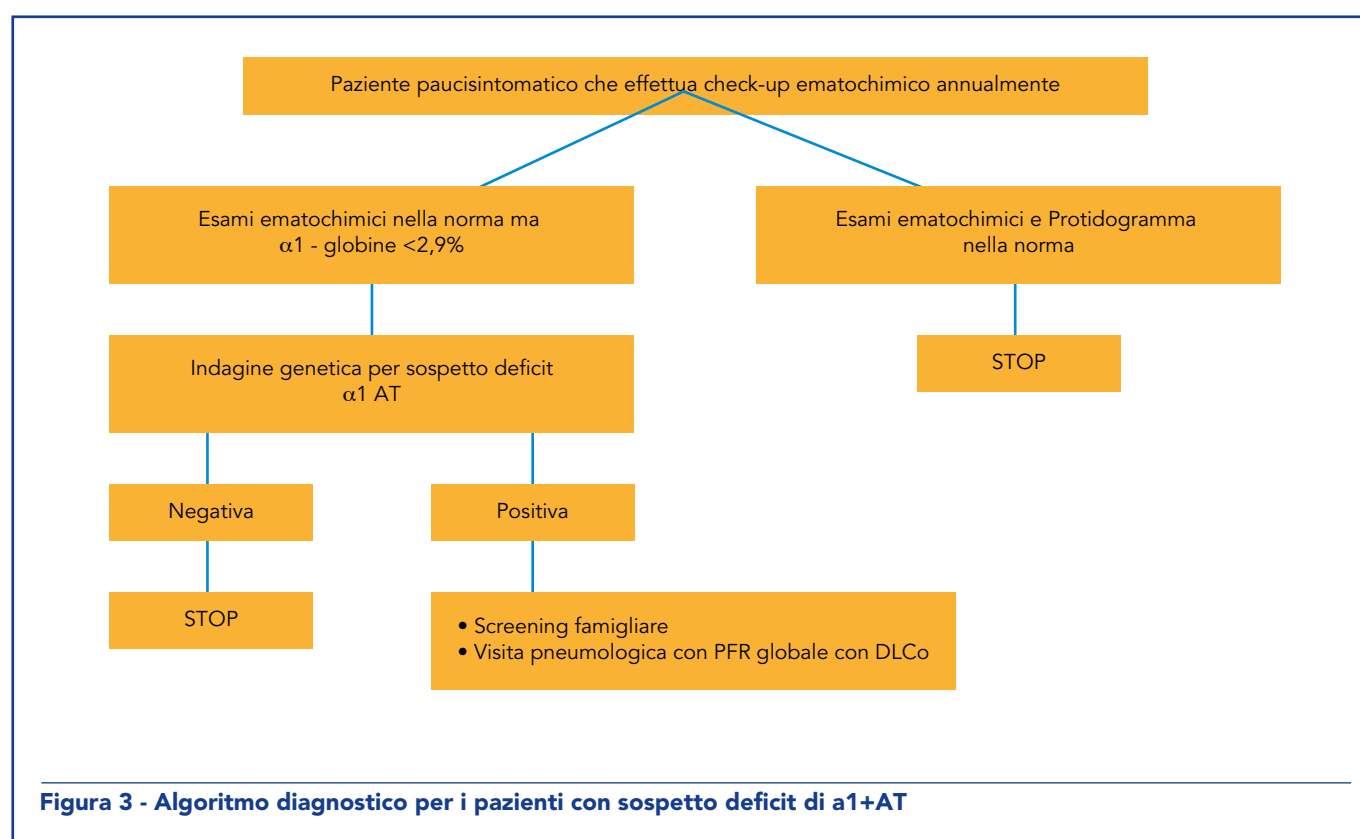 Paziente paucisintomatico che effettua check-up ematochimico annualmente
Esami ematochimici nella norma ma
α1 - globine <2,9%
Esami ematochimici e Protidogramma
nella norma
Indagine genetica per sospetto deficit
α1 AT
STOP
Negativa
Positiva
STOP
• Screening famigliare
• Visita pneumologica con PFR globale con DLCo
Figura 3 - Algoritmo diagnostico per i pazienti con sospetto deficit di a1+AT